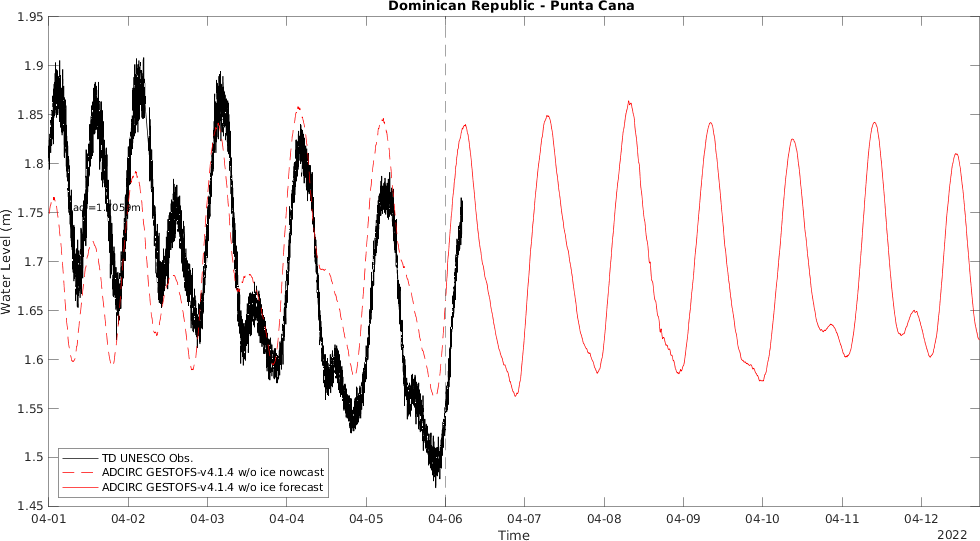 Dominican Republic - Punta Cana
1.95
1.9
1.85
1.8
1.75
1.7
1.65
1.6
1.55
1.5
1.45
Water Level (m)
TD UNESCO Obs.
ADCIRC GESTOFS-v4.1.4 w/o ice nowcast
ADCIRC GESTOFS-v4.1.4 w/o ice forecast
04-01 04-02 04-03 04-04 04-05 04-06 04-07 04-08 04-09 04-10 04-11 04-12
Time
2022